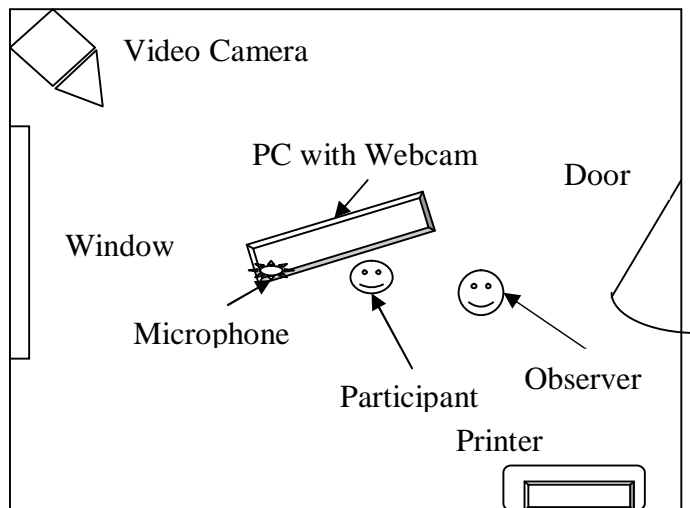 Video Camera
PC with Webcam
Door
Window
Microphone
Observer
Participant
Printer